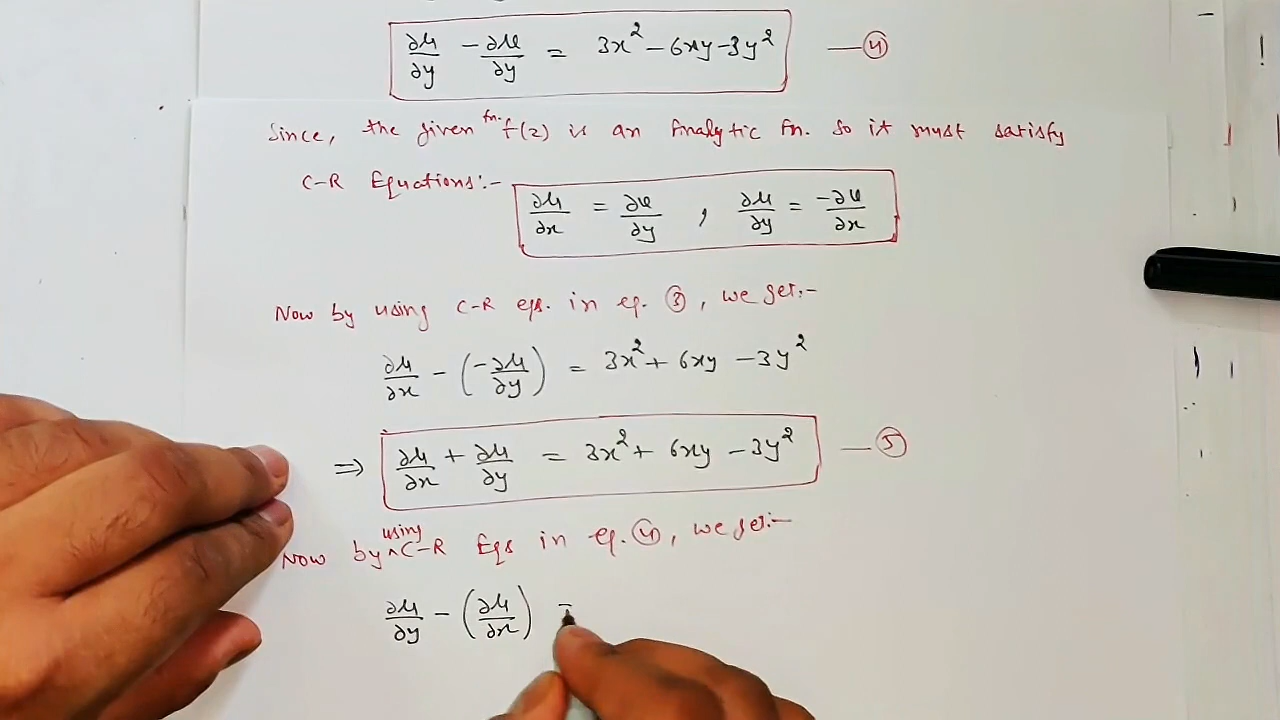 ∂u/∂y - ∂v/∂y = 3x² - 6xy - 3y² — ④
Since, the given fn. f(z) is an Analytic fn. So it must satisfy
C-R Equations:-
∂u/∂x = ∂v/∂y , ∂u/∂y = -∂v/∂x
Now by using C-R eqs. in eq. ③, we get:-
∂u/∂x - (-∂u/∂y) = 3x² + 6xy - 3y²
⇒ ∂u/∂x + ∂u/∂y = 3x² + 6xy - 3y² — ⑤
Now by using C-R Eqs in eq. ④, we get:-
∂u/∂y - (∂u/∂x) =